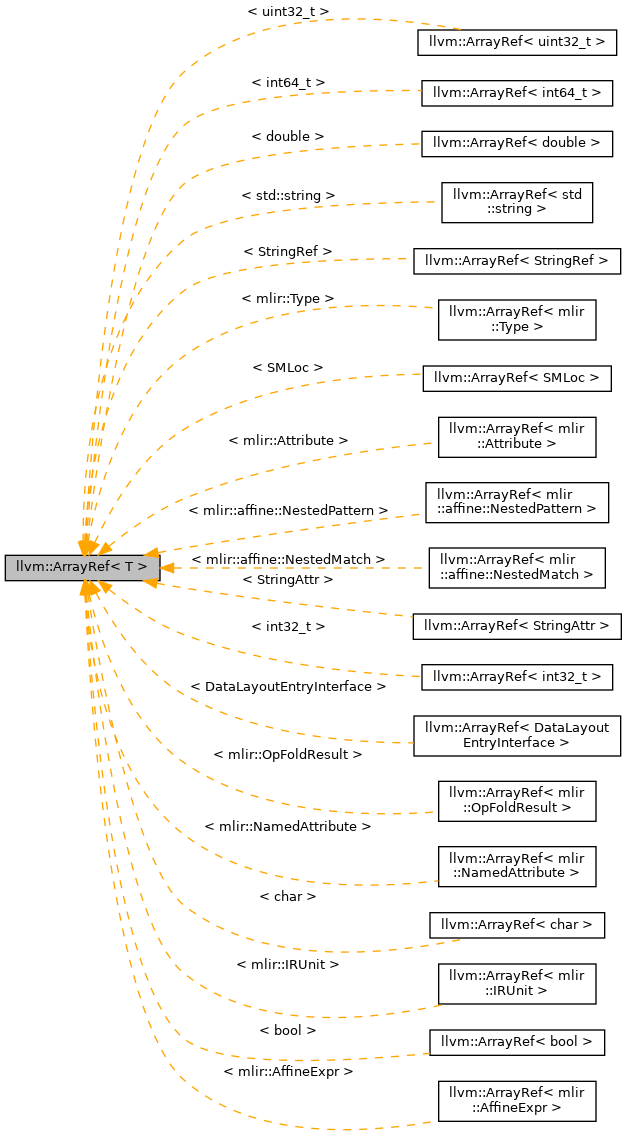 < uint32_t >
llvm::ArrayRef< uint32_t >
< int64_t >
llvm::ArrayRef< int64_t >
< double >
llvm::ArrayRef< double >
< std::string >
llvm::ArrayRef< std
::string >
< StringRef >
llvm::ArrayRef< StringRef >
< mlir::Type >
llvm::ArrayRef< mlir
::Type >
< SMLoc >
llvm::ArrayRef< SMLoc >
< mlir::Attribute >
llvm::ArrayRef< mlir
::Attribute >
< mlir::affine::NestedPattern >
llvm::ArrayRef< mlir
::affine::NestedPattern >
llvm::ArrayRef< T >
< mlir::affine::NestedMatch >
llvm::ArrayRef< mlir
::affine::NestedMatch >
< StringAttr >
llvm::ArrayRef< StringAttr >
< int32_t >
llvm::ArrayRef< int32_t >
< DataLayoutEntryInterface >
llvm::ArrayRef< DataLayout
EntryInterface >
< mlir::OpFoldResult >
llvm::ArrayRef< mlir
::OpFoldResult >
< mlir::NamedAttribute >
llvm::ArrayRef< mlir
::NamedAttribute >
< char >
llvm::ArrayRef< char >
< mlir::IRUnit >
llvm::ArrayRef< mlir
::IRUnit >
< bool >
llvm::ArrayRef< bool >
< mlir::AffineExpr >
llvm::ArrayRef< mlir
::AffineExpr >